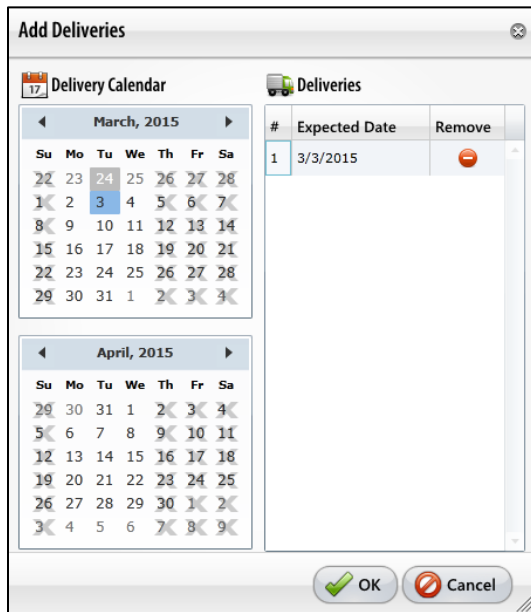 Add Deliveries
17 Delivery Calendar
March, 2015
Su Mo Tu We Th Fr Sa
22 23 24 25 26 27 28
1 2 3 4 5 6 7
8 9 10 11 12 13 14
15 16 17 18 19 20 21
22 23 24 25 26 27 28
29 30 31 1 2 3 4
April, 2015
Su Mo Tu We Th Fr Sa
29 30 31 1 2 3 4
5 6 7 8 9 10 11
12 13 14 15 16 17 18
19 20 21 22 23 24 25
26 27 28 29 30 1 2
3 4 5 6 7 8 9
Deliveries
# Expected Date Remove
1 3/3/2015
OK Cancel